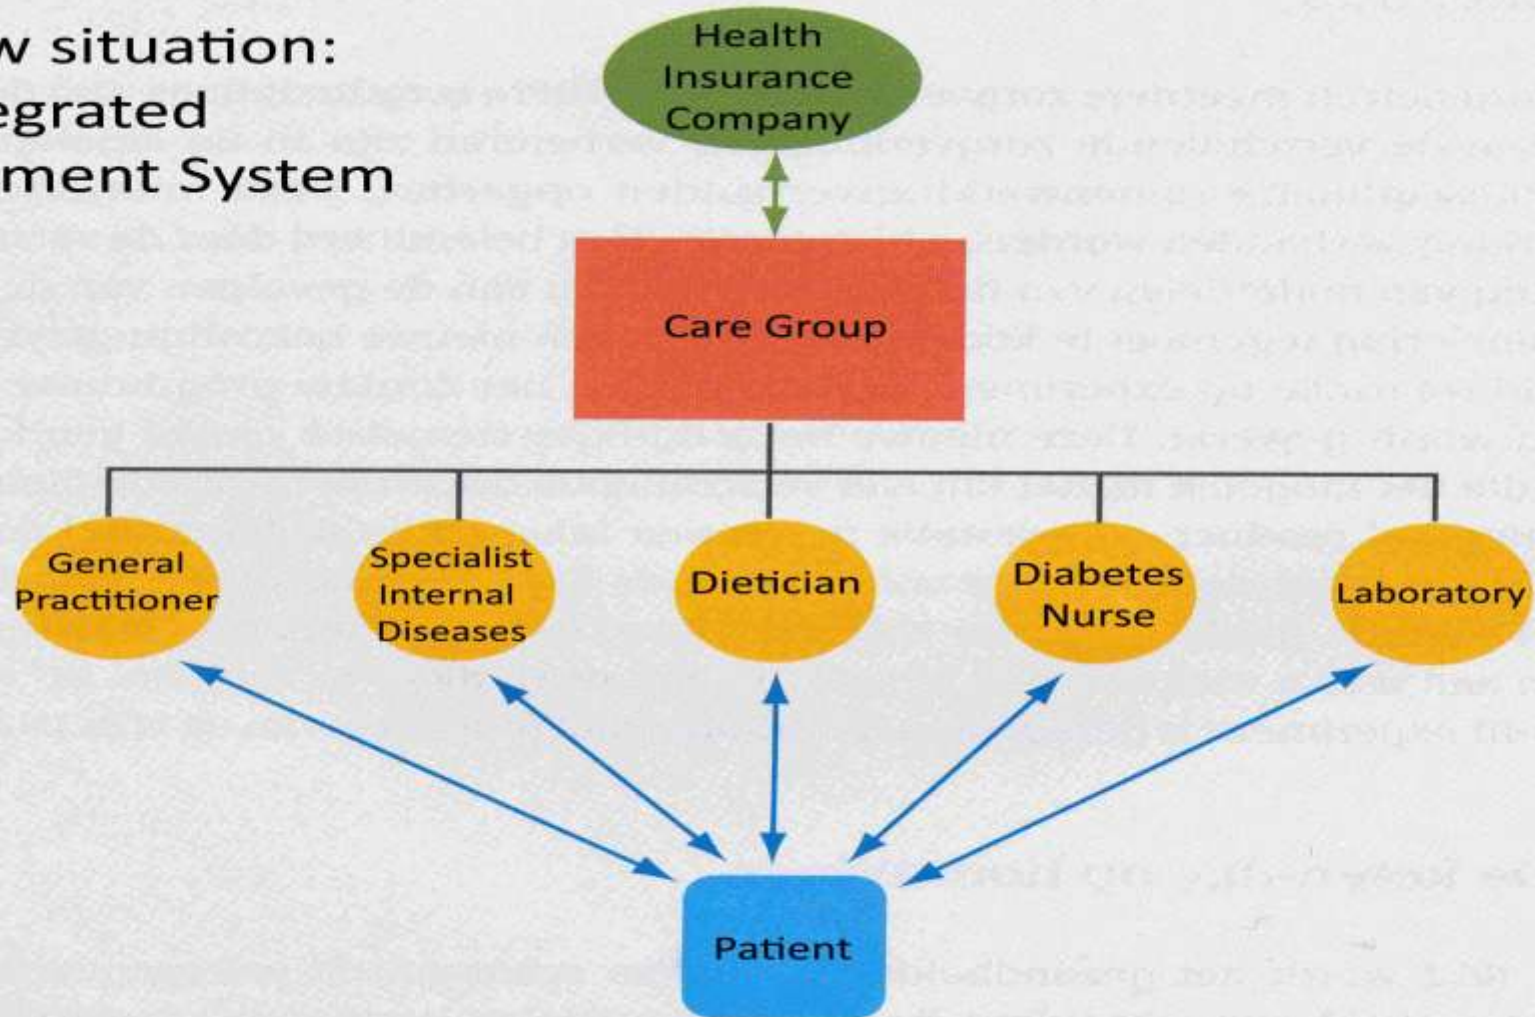 w situation:
egrated
ment System
Health
Insurance
Company
Care Group
General
Practitioner
Specialist
Internal
Diseases
Dietician
Diabetes
Nurse
Laboratory
Patient